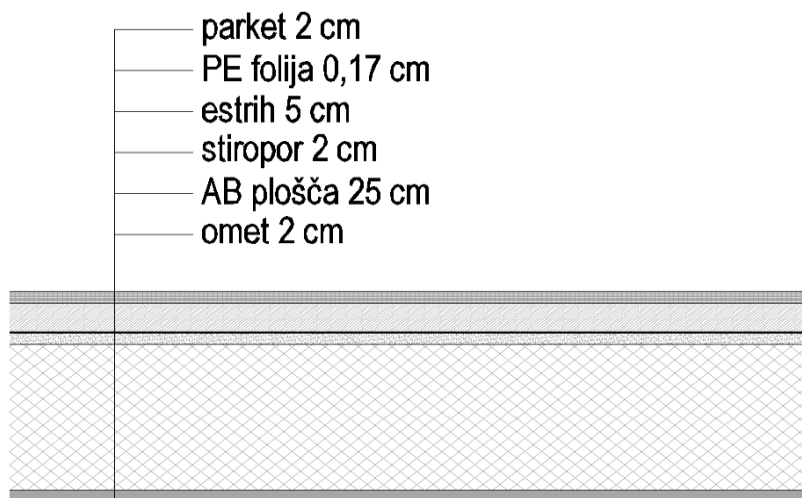 parket 2 cm
PE folija 0,17 cm
estrih 5 cm
stiropor 2 cm
AB plošča 25 cm
omet 2 cm